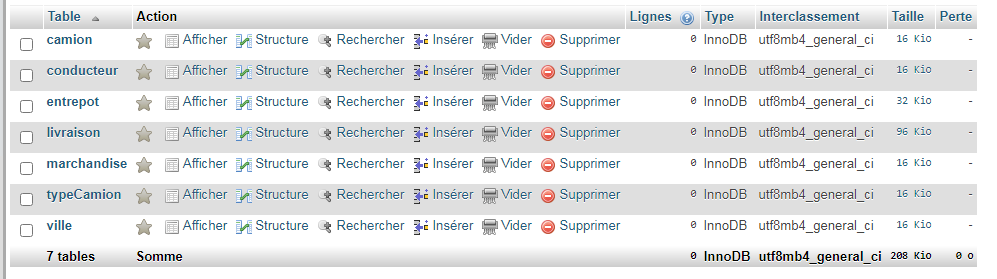 Table Action Lignes Type Interclassement Taille Perte
camion Afficher Structure Rechercher Insérer Vider Supprimer 0 InnoDB utf8mb4_general_ci 16 Kio -
conducteur Afficher Structure Rechercher Insérer Vider Supprimer 0 InnoDB utf8mb4_general_ci 16 Kio -
entrepot Afficher Structure Rechercher Insérer Vider Supprimer 0 InnoDB utf8mb4_general_ci 32 Kio -
livraison Afficher Structure Rechercher Insérer Vider Supprimer 0 InnoDB utf8mb4_general_ci 96 Kio -
marchandise Afficher Structure Rechercher Insérer Vider Supprimer 0 InnoDB utf8mb4_general_ci 16 Kio -
typeCamion Afficher Structure Rechercher Insérer Vider Supprimer 0 InnoDB utf8mb4_general_ci 16 Kio -
ville Afficher Structure Rechercher Insérer Vider Supprimer 0 InnoDB utf8mb4_general_ci 16 Kio -
7 tables Somme 0 InnoDB utf8mb4_general_ci 208 Kio 0 o